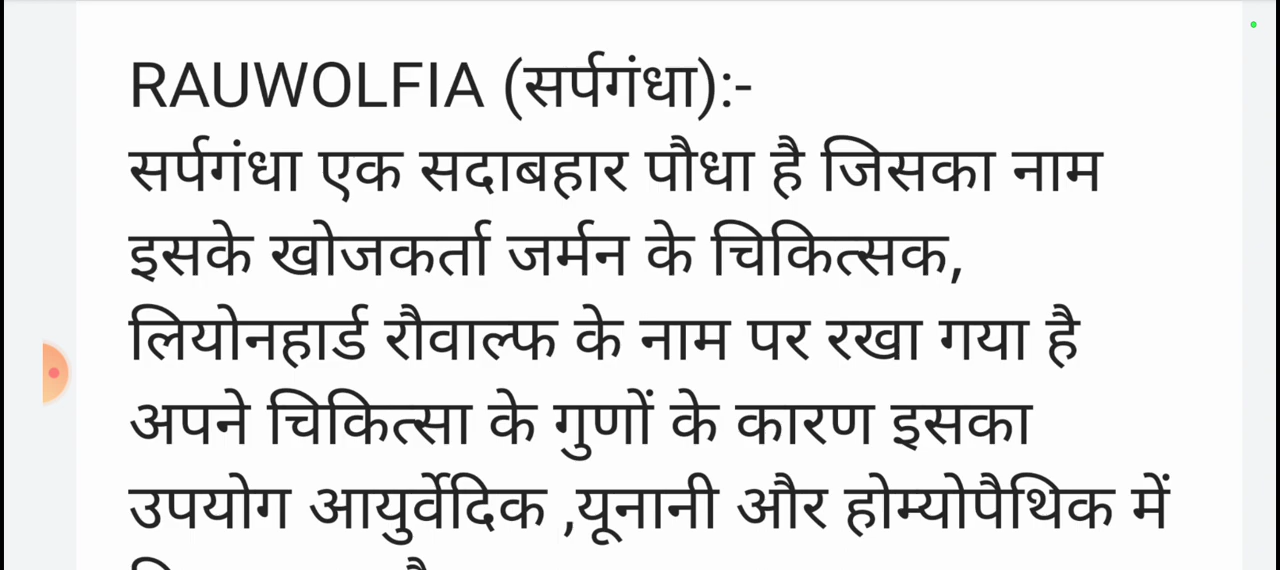 RAUWOLFIA (सर्पगंधा):-
सर्पगंधा एक सदाबहार पौधा है जिसका नाम
इसके खोजकर्ता जर्मन के चिकित्सक,
लियोनहार्ड रौवाल्फ के नाम पर रखा गया है
अपने चिकित्सा के गुणों के कारण इसका
उपयोग आयुर्वेदिक ,यूनानी और होम्योपैथिक में